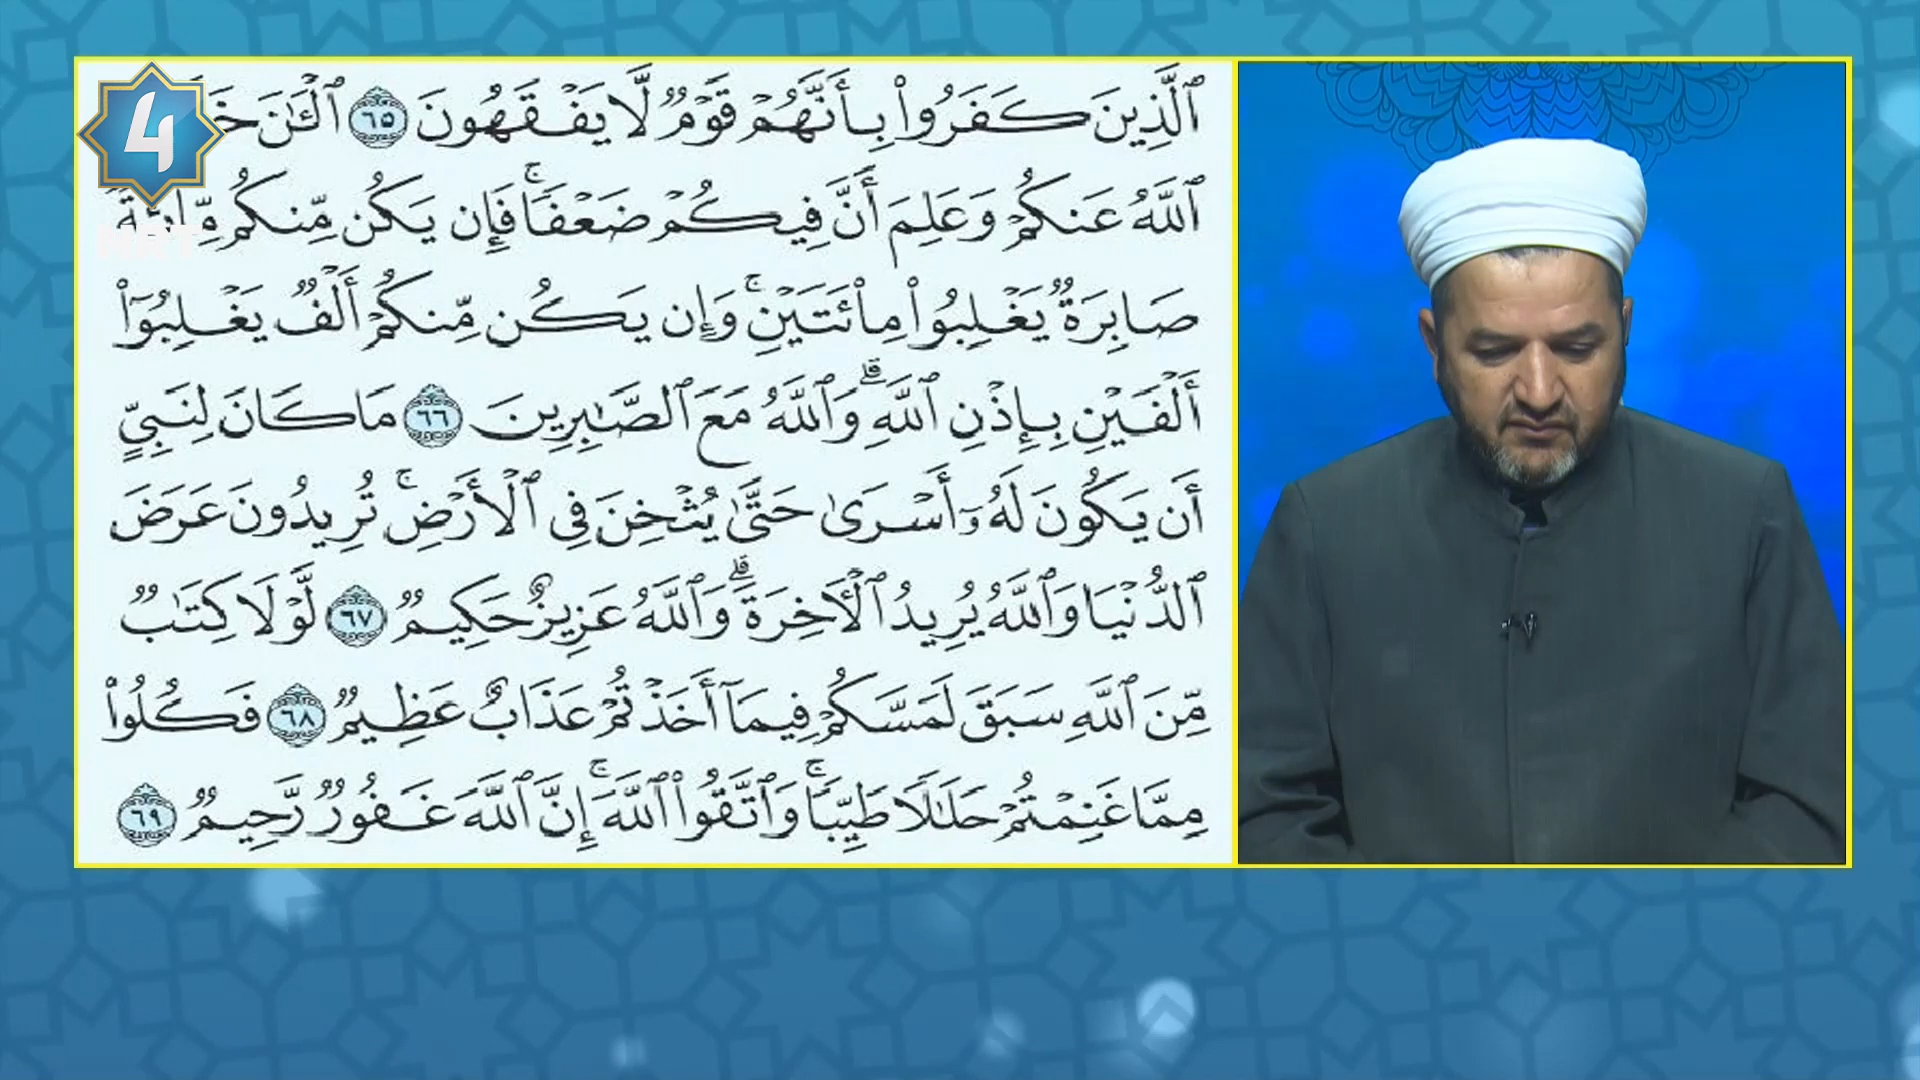 ٱلَّذِينَ كَفَرُوا۟ بِأَنَّهُمْ قَوْمٌ لَّا يَفْقَهُونَ ٦٥ ٱلْـَٰٔنَ
ٱللَّهُ عَنكُمْ وَعَلِمَ أَنَّ فِيكُمْ ضَعْفًا ۚ فَإِن يَكُن مِّنكُم مِّا۟ئَةٌ
صَابِرَةٌ يَغْلِبُوا۟ مِا۟ئَتَيْنِ ۚ وَإِن يَكُن مِّنكُمْ أَلْفٌ يَغْلِبُوٓا۟
أَلْفَيْنِ بِإِذْنِ ٱللَّهِ ۗ وَٱللَّهُ مَعَ ٱلصَّـٰبِرِينَ ٦٦ مَا كَانَ لِنَبِىٍّ
أَن يَكُونَ لَهُۥٓ أَسْرَىٰ حَتَّىٰ يُثْخِنَ فِى ٱلْأَرْضِ ۚ تُرِيدُونَ عَرَضَ
ٱلدُّنْيَا وَٱللَّهُ يُرِيدُ ٱلْـَٔاخِرَةَ ۗ وَٱللَّهُ عَزِيزٌ حَكِيمٌ ٦٧ لَّوْلَا كِتَـٰبٌ
مِّنَ ٱللَّهِ سَبَقَ لَمَسَّكُمْ فِيمَآ أَخَذْتُمْ عَذَابٌ عَظِيمٌ ٦٨ فَكُلُوا۟
مِمَّا غَنِمْتُمْ حَلَـٰلًا طَيِّبًا ۚ وَٱتَّقُوا۟ ٱللَّهَ ۚ إِنَّ ٱللَّهَ غَفُورٌ رَّحِيمٌ ٦٩
4